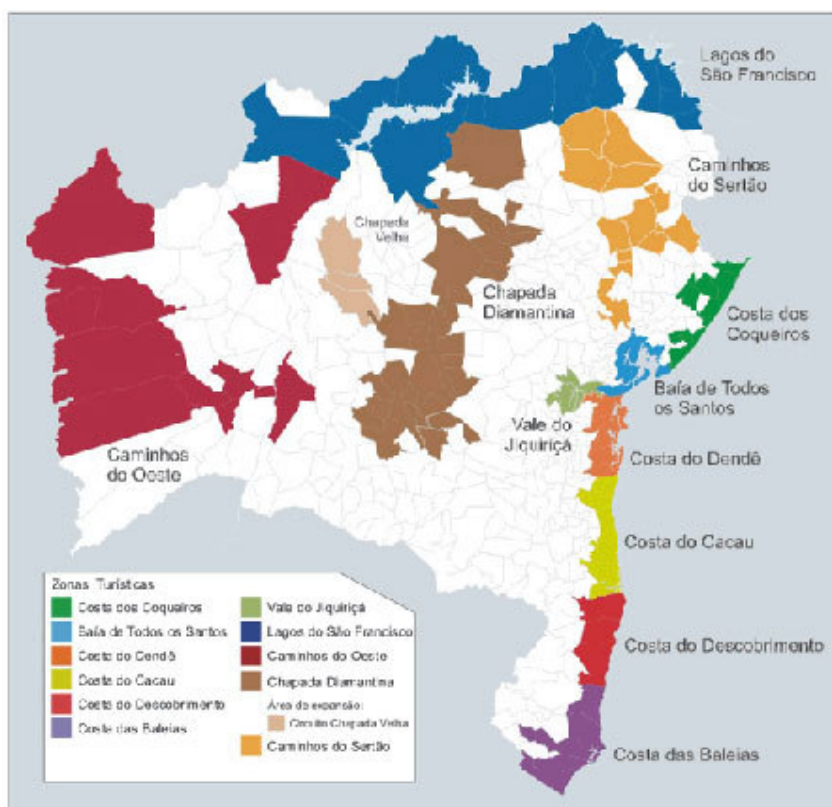 Lagos do
São Francisco
Caminhos
do Sertão
Chapada
Velha
Chapada
Diamantina
Costa dos
Coqueiros
Baía de Todos
os Santos
Vale do
Jiquiriçá
Caminhos
do Oeste
Costa do Dendê
Costa do Cacau
Costa do Descobrimento
Costa das Baleias
Zonas Turísticas
Costa dos Coqueiros
Baía de Todos os Santos
Costa do Dendê
Costa do Cacau
Costa do Descobrimento
Costa das Baleias
Vale do Jiquiriçá
Lagos do São Francisco
Caminhos do Oeste
Chapada Diamantina
Área de expansão:
Circuito Chapada Velha
Caminhos do Sertão